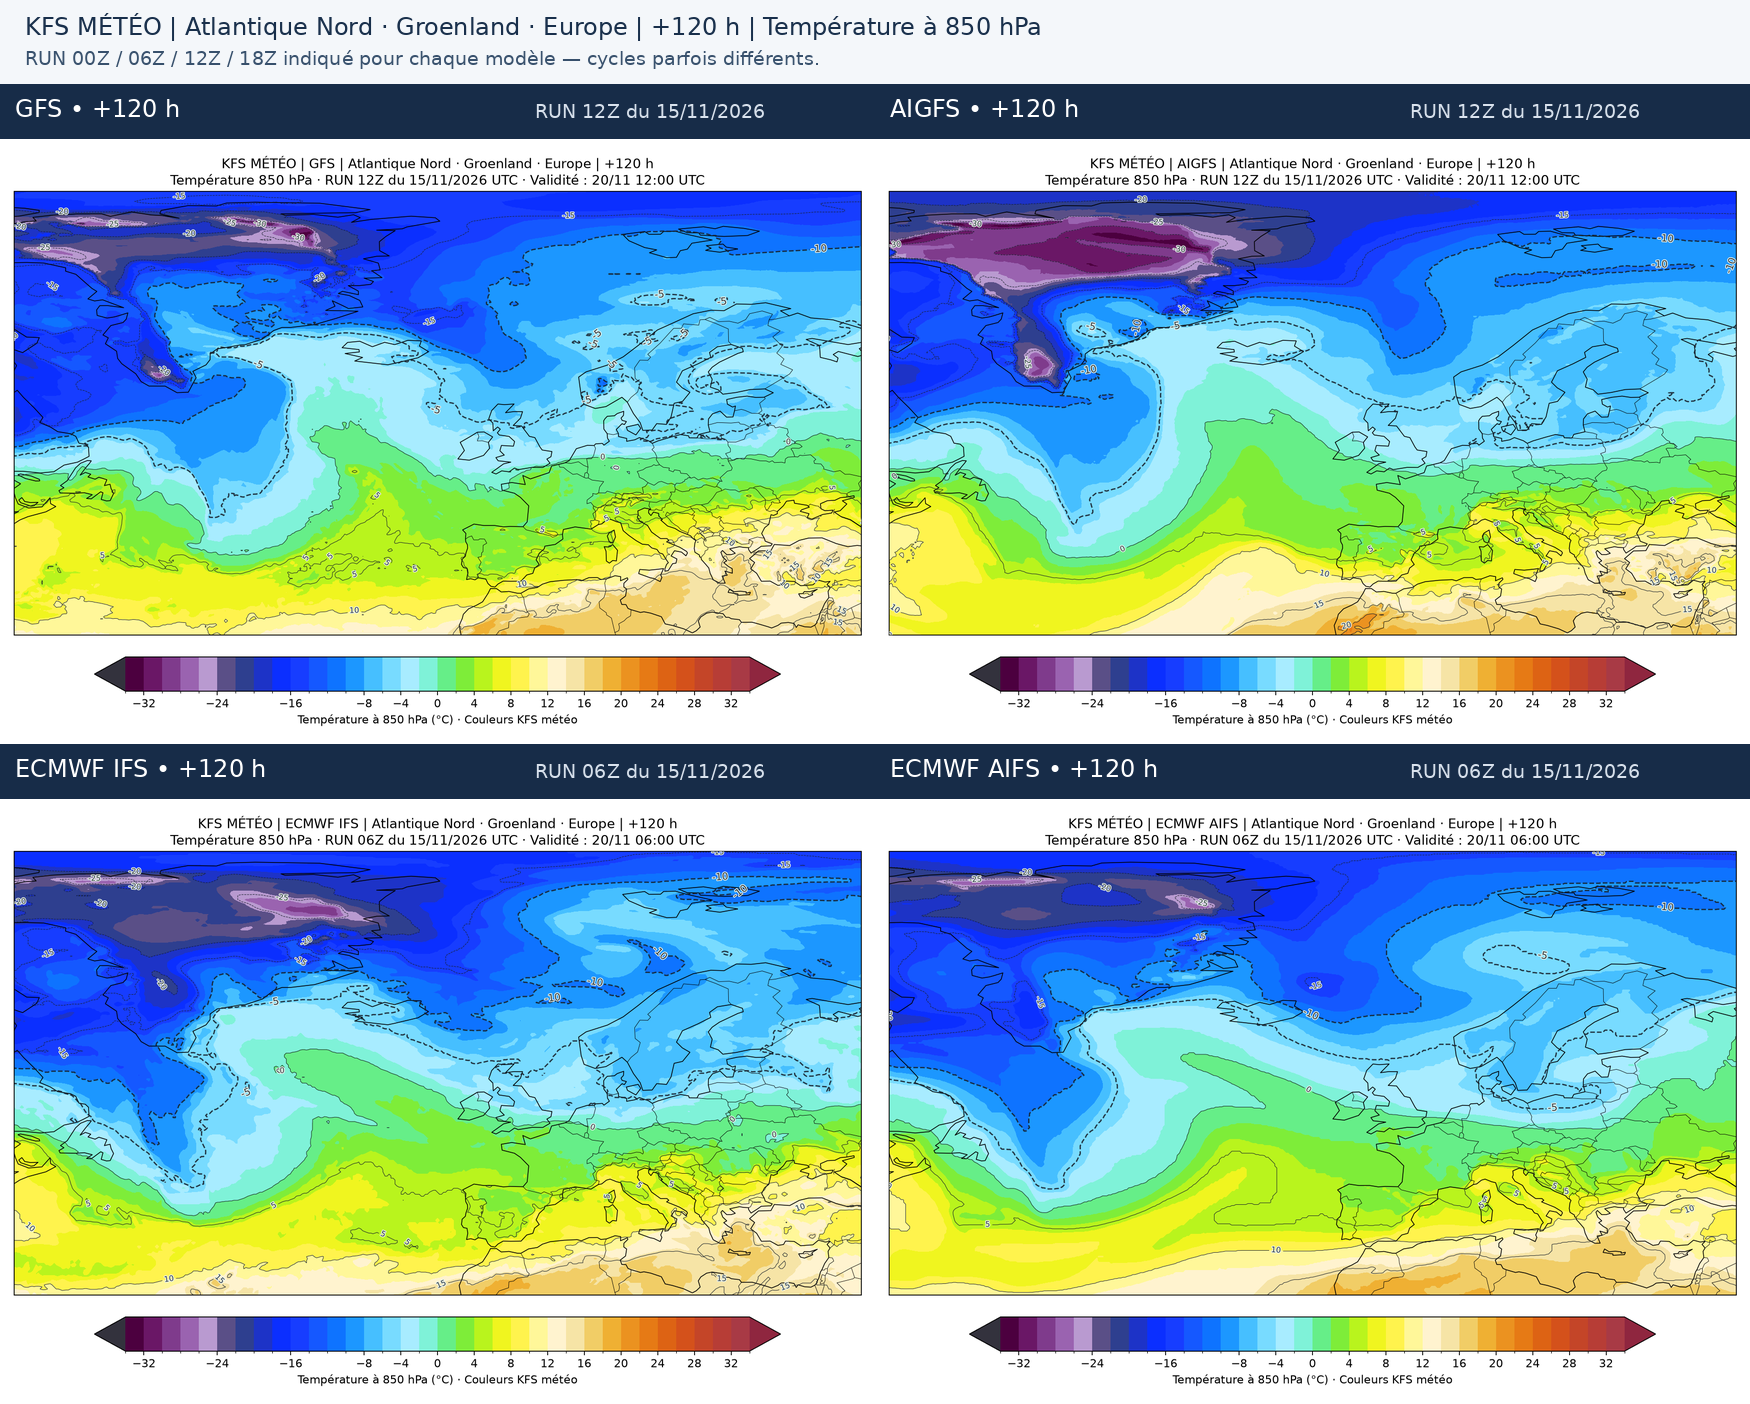 KFS MÉTÉO | Atlantique Nord · Groenland · Europe | +120 h | Température à 850 hPa
RUN 00Z / 06Z / 12Z / 18Z indiqué pour chaque modèle — cycles parfois différents.
GFS • +120 h
RUN 12Z du 15/11/2026
AIGFS • +120 h
RUN 12Z du 15/11/2026
KFS MÉTÉO | GFS | Atlantique Nord · Groenland · Europe | +120 h
Température 850 hPa · RUN 12Z du 15/11/2026 UTC · Validité : 20/11 12:00 UTC
KFS MÉTÉO | AIGFS | Atlantique Nord · Groenland · Europe | +120 h
Température 850 hPa · RUN 12Z du 15/11/2026 UTC · Validité : 20/11 12:00 UTC
−32 −24 −16 −8 −4 0 4 8 12 16 20 24 28 32
Température à 850 hPa (°C) · Couleurs KFS météo
−32 −24 −16 −8 −4 0 4 8 12 16 20 24 28 32
Température à 850 hPa (°C) · Couleurs KFS météo
ECMWF IFS • +120 h
RUN 06Z du 15/11/2026
ECMWF AIFS • +120 h
RUN 06Z du 15/11/2026
KFS MÉTÉO | ECMWF IFS | Atlantique Nord · Groenland · Europe | +120 h
Température 850 hPa · RUN 06Z du 15/11/2026 UTC · Validité : 20/11 06:00 UTC
KFS MÉTÉO | ECMWF AIFS | Atlantique Nord · Groenland · Europe | +120 h
Température 850 hPa · RUN 06Z du 15/11/2026 UTC · Validité : 20/11 06:00 UTC
−32 −24 −16 −8 −4 0 4 8 12 16 20 24 28 32
Température à 850 hPa (°C) · Couleurs KFS météo
−32 −24 −16 −8 −4 0 4 8 12 16 20 24 28 32
Température à 850 hPa (°C) · Couleurs KFS météo